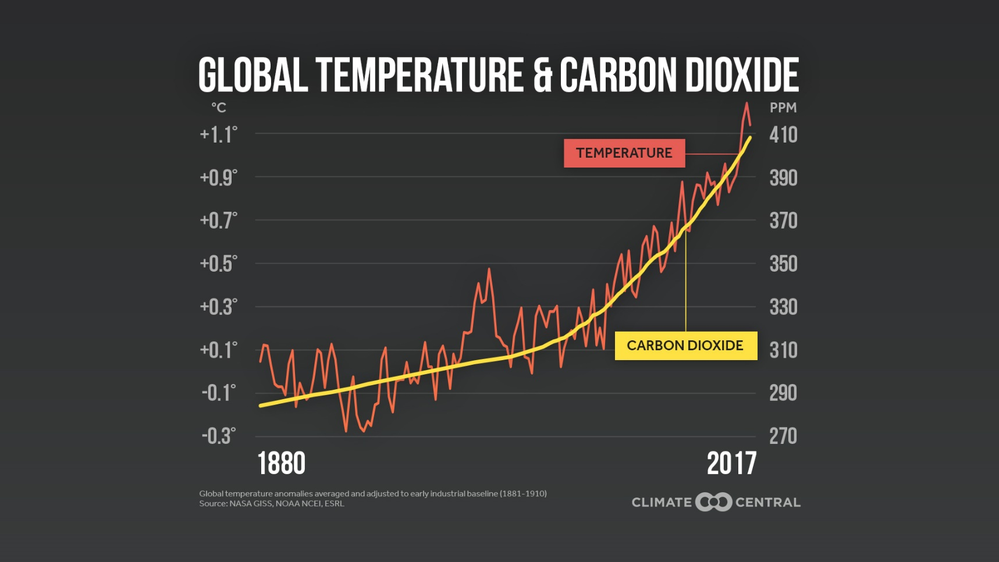 GLOBAL TEMPERATURE & CARBON DIOXIDE
°C
PPM
+1.1°
410
TEMPERATURE
+0.9°
390
+0.7°
370
+0.5°
350
+0.3°
330
CARBON DIOXIDE
+0.1°
310
-0.1°
290
-0.3°
270
1880
2017
Global temperature anomalies averaged and adjusted to early industrial baseline (1881-1910)
Source: NASA GISS, NOAA NCEI, ESRL
CLIMATE CENTRAL